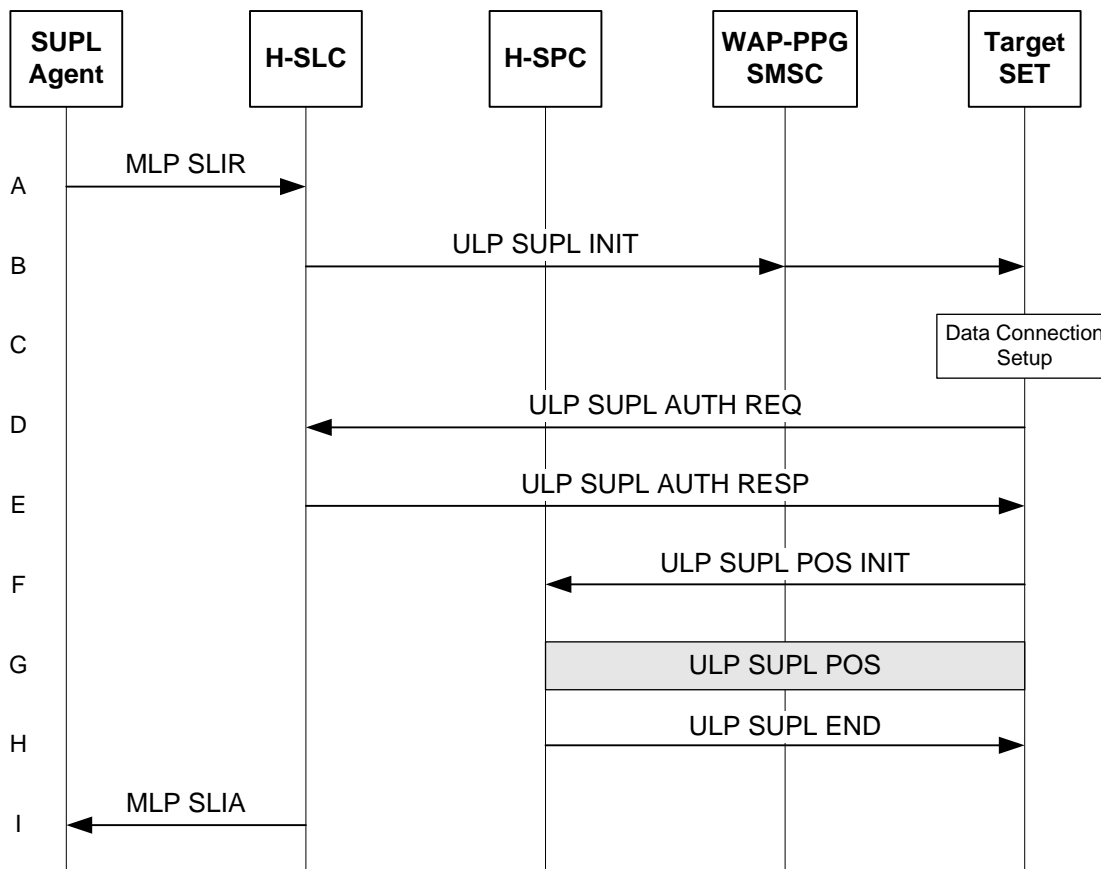 SUPL
Agent
H-SLC
H-SPC
WAP-PPG
SMSC
Target
SET
A
MLP SLIR
B
ULP SUPL INIT
C
Data Connection
Setup
D
ULP SUPL AUTH REQ
E
ULP SUPL AUTH RESP
F
ULP SUPL POS INIT
G
ULP SUPL POS
H
ULP SUPL END
I
MLP SLIA